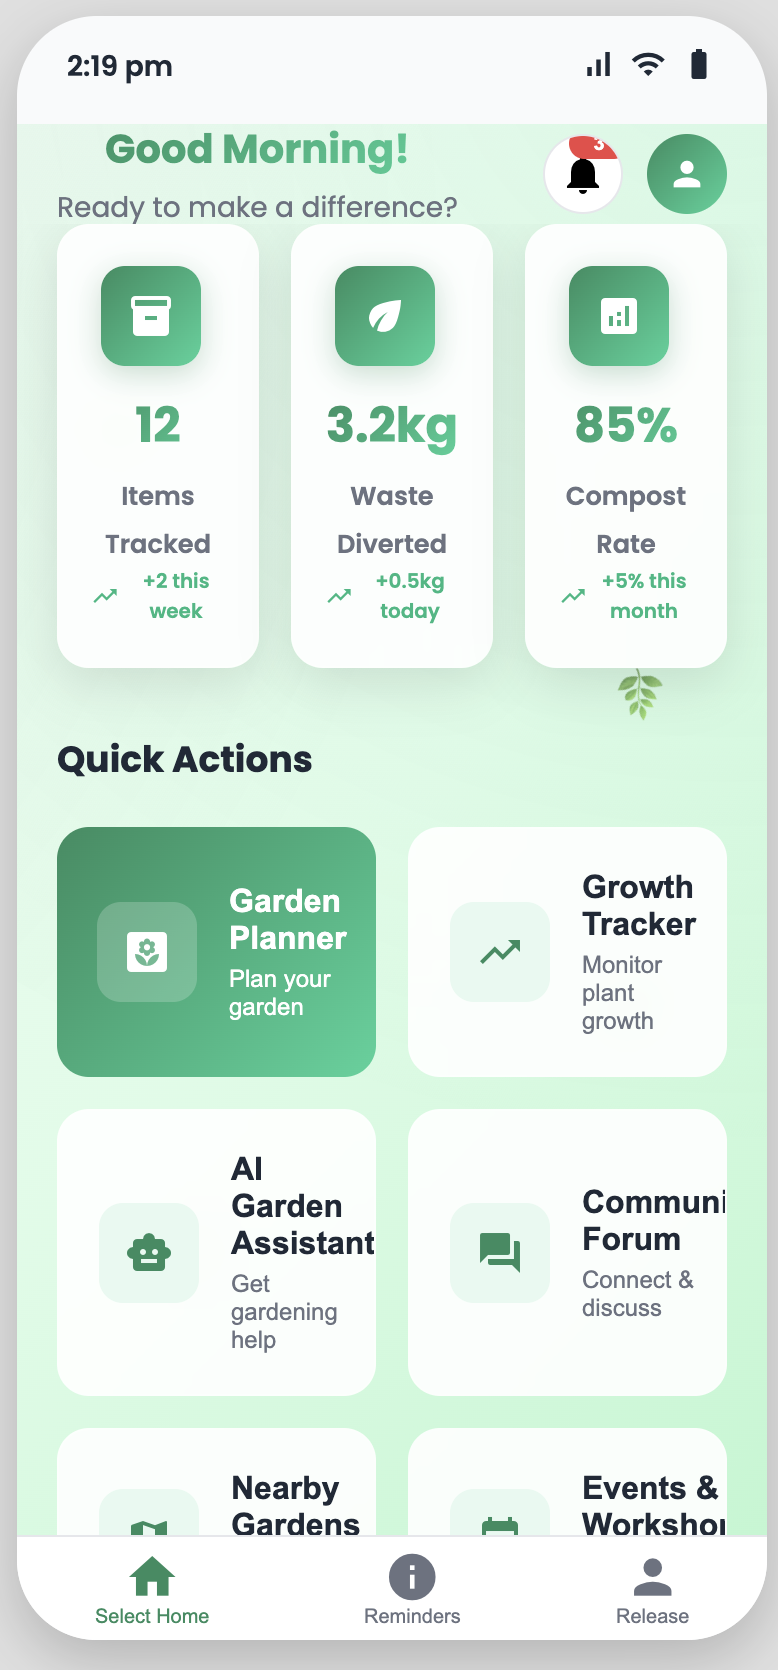 2:19 pm
Good Morning!
3
Ready to make a difference?
12
Items
Tracked
+2 this
week
3.2kg
Waste
Diverted
+0.5kg
today
85%
Compost
Rate
+5% this
month
Quick Actions
Garden
Planner
Plan your
garden
Growth
Tracker
Monitor
plant
growth
AI
Garden
Assistant
Get
gardening
help
Communi
Forum
Connect &
discuss
Nearby
Gardens
Events &
Workshop
Select Home
Reminders
Release